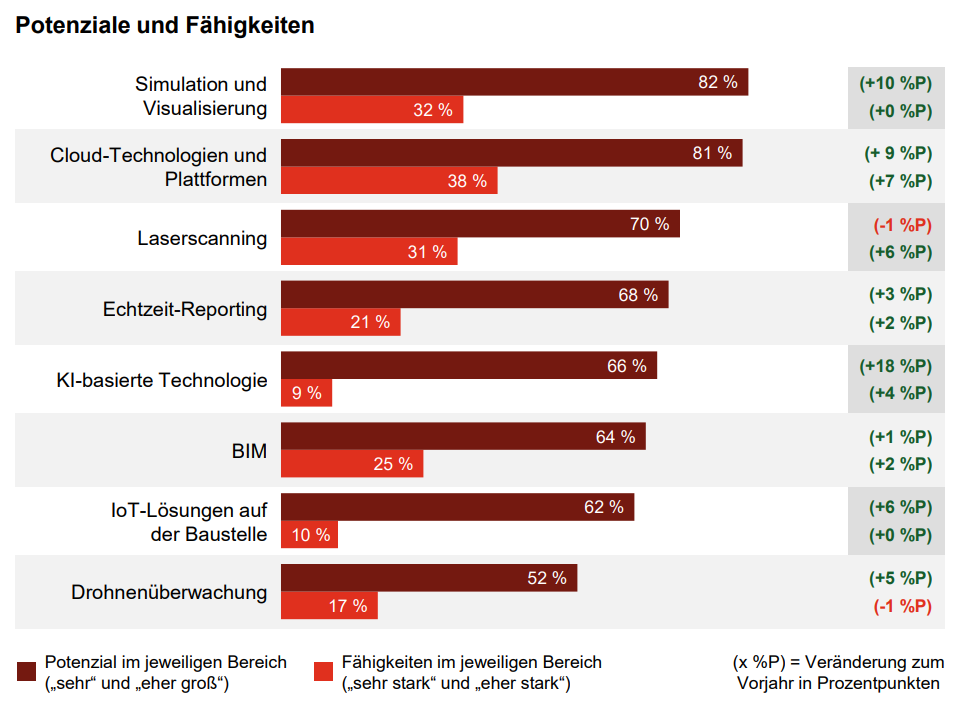 Potenziale und Fähigkeiten
Simulation und
Visualisierung
82 %
32 %
(+10 %P)
(+0 %P)
Cloud-Technologien und
Plattformen
81 %
38 %
(+ 9 %P)
(+7 %P)
Laserscanning
70 %
31 %
(-1 %P)
(+6 %P)
Echtzeit-Reporting
68 %
21 %
(+3 %P)
(+2 %P)
KI-basierte Technologie
66 %
9 %
(+18 %P)
(+4 %P)
BIM
64 %
25 %
(+1 %P)
(+2 %P)
IoT-Lösungen auf
der Baustelle
62 %
10 %
(+6 %P)
(+0 %P)
Drohnenüberwachung
52 %
17 %
(+5 %P)
(-1 %P)
Potenzial im jeweiligen Bereich
(„sehr“ und „eher groß“)
Fähigkeiten im jeweiligen Bereich
(„sehr stark“ und „eher stark“)
(x %P) = Veränderung zum
Vorjahr in Prozentpunkten